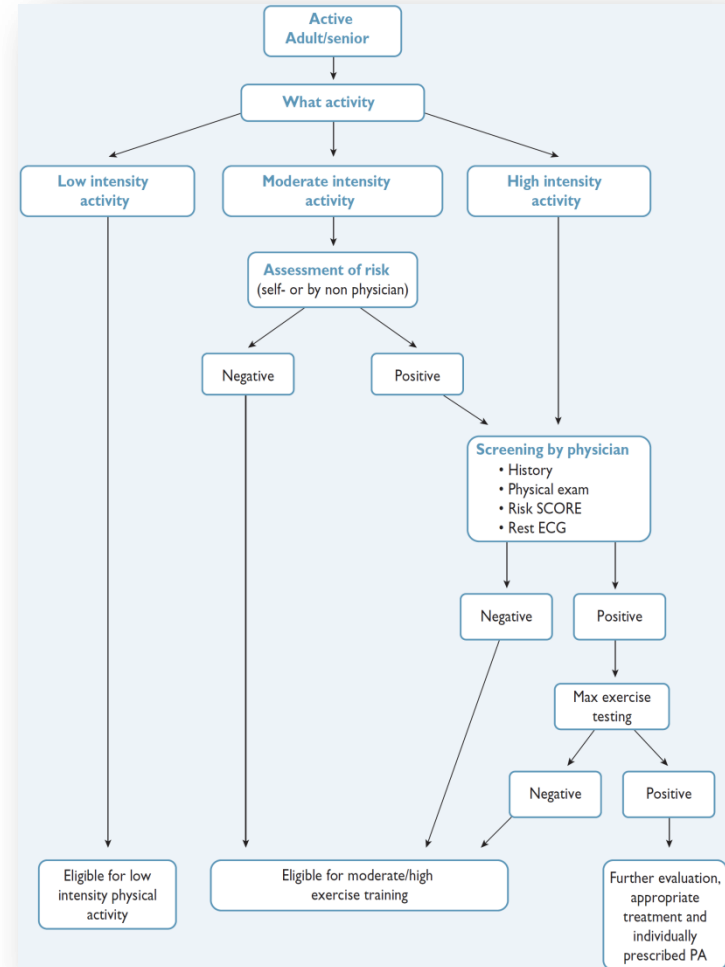 Active
Adult/senior
What activity
Low intensity
activity
Moderate intensity
activity
High intensity
activity
Assessment of risk
(self- or by non physician)
Negative
Positive
Screening by physician
• History
• Physical exam
• Risk SCORE
• Rest ECG
Negative
Positive
Max exercise
testing
Negative
Positive
Eligible for low
intensity physical
activity
Eligible for moderate/high
exercise training
Further evaluation,
appropriate
treatment and
individually
prescribed PA